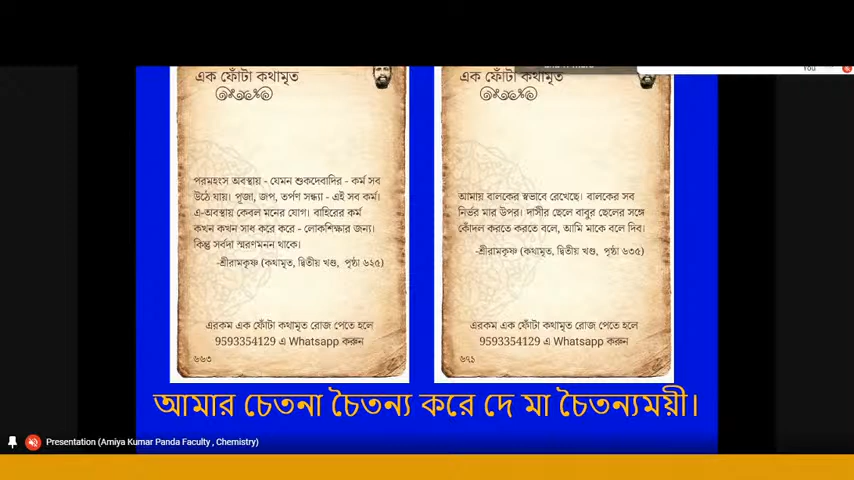 এক ফোঁটা কথামৃত
পরমহংস অবস্থায় - যেমন শুকদেবাদির - কর্ম সব
উঠে যায়। পূজা, জপ, তর্পণ সন্ধ্যা - এই সব কর্ম।
এ-অবস্থায় কেবল মনের যোগ। বাহিরের কর্ম
কখন কখন সাধ করে করে - লোকশিক্ষার জন্য।
কিন্তু সর্বদা স্মরণমনন থাকে।
-শ্রীরামকৃষ্ণ (কথামৃত, দ্বিতীয় খণ্ড, পৃষ্ঠা ৬২৫)
এরকম এক ফোঁটা কথামৃত রোজ পেতে হলে
9593354129 এ Whatsapp করুন
৬৬৩
এক ফোঁটা কথামৃত
আমায় বালকের স্বভাবে রেখেছে। বালকের সব
নির্ভর মার উপর। দাসীর ছেলে বাবুর ছেলের সঙ্গে
কোঁদল করতে করতে বলে, আমি মাকে বলে দিব।
-শ্রীরামকৃষ্ণ (কথামৃত, দ্বিতীয় খণ্ড, পৃষ্ঠা ৬৩৫)
এরকম এক ফোঁটা কথামৃত রোজ পেতে হলে
9593354129 এ Whatsapp করুন
৬৭১
You
আমার চেতনা চৈতন্য করে দে মা চৈতন্যময়ী।
Presentation (Amiya Kumar Panda Faculty , Chemistry)